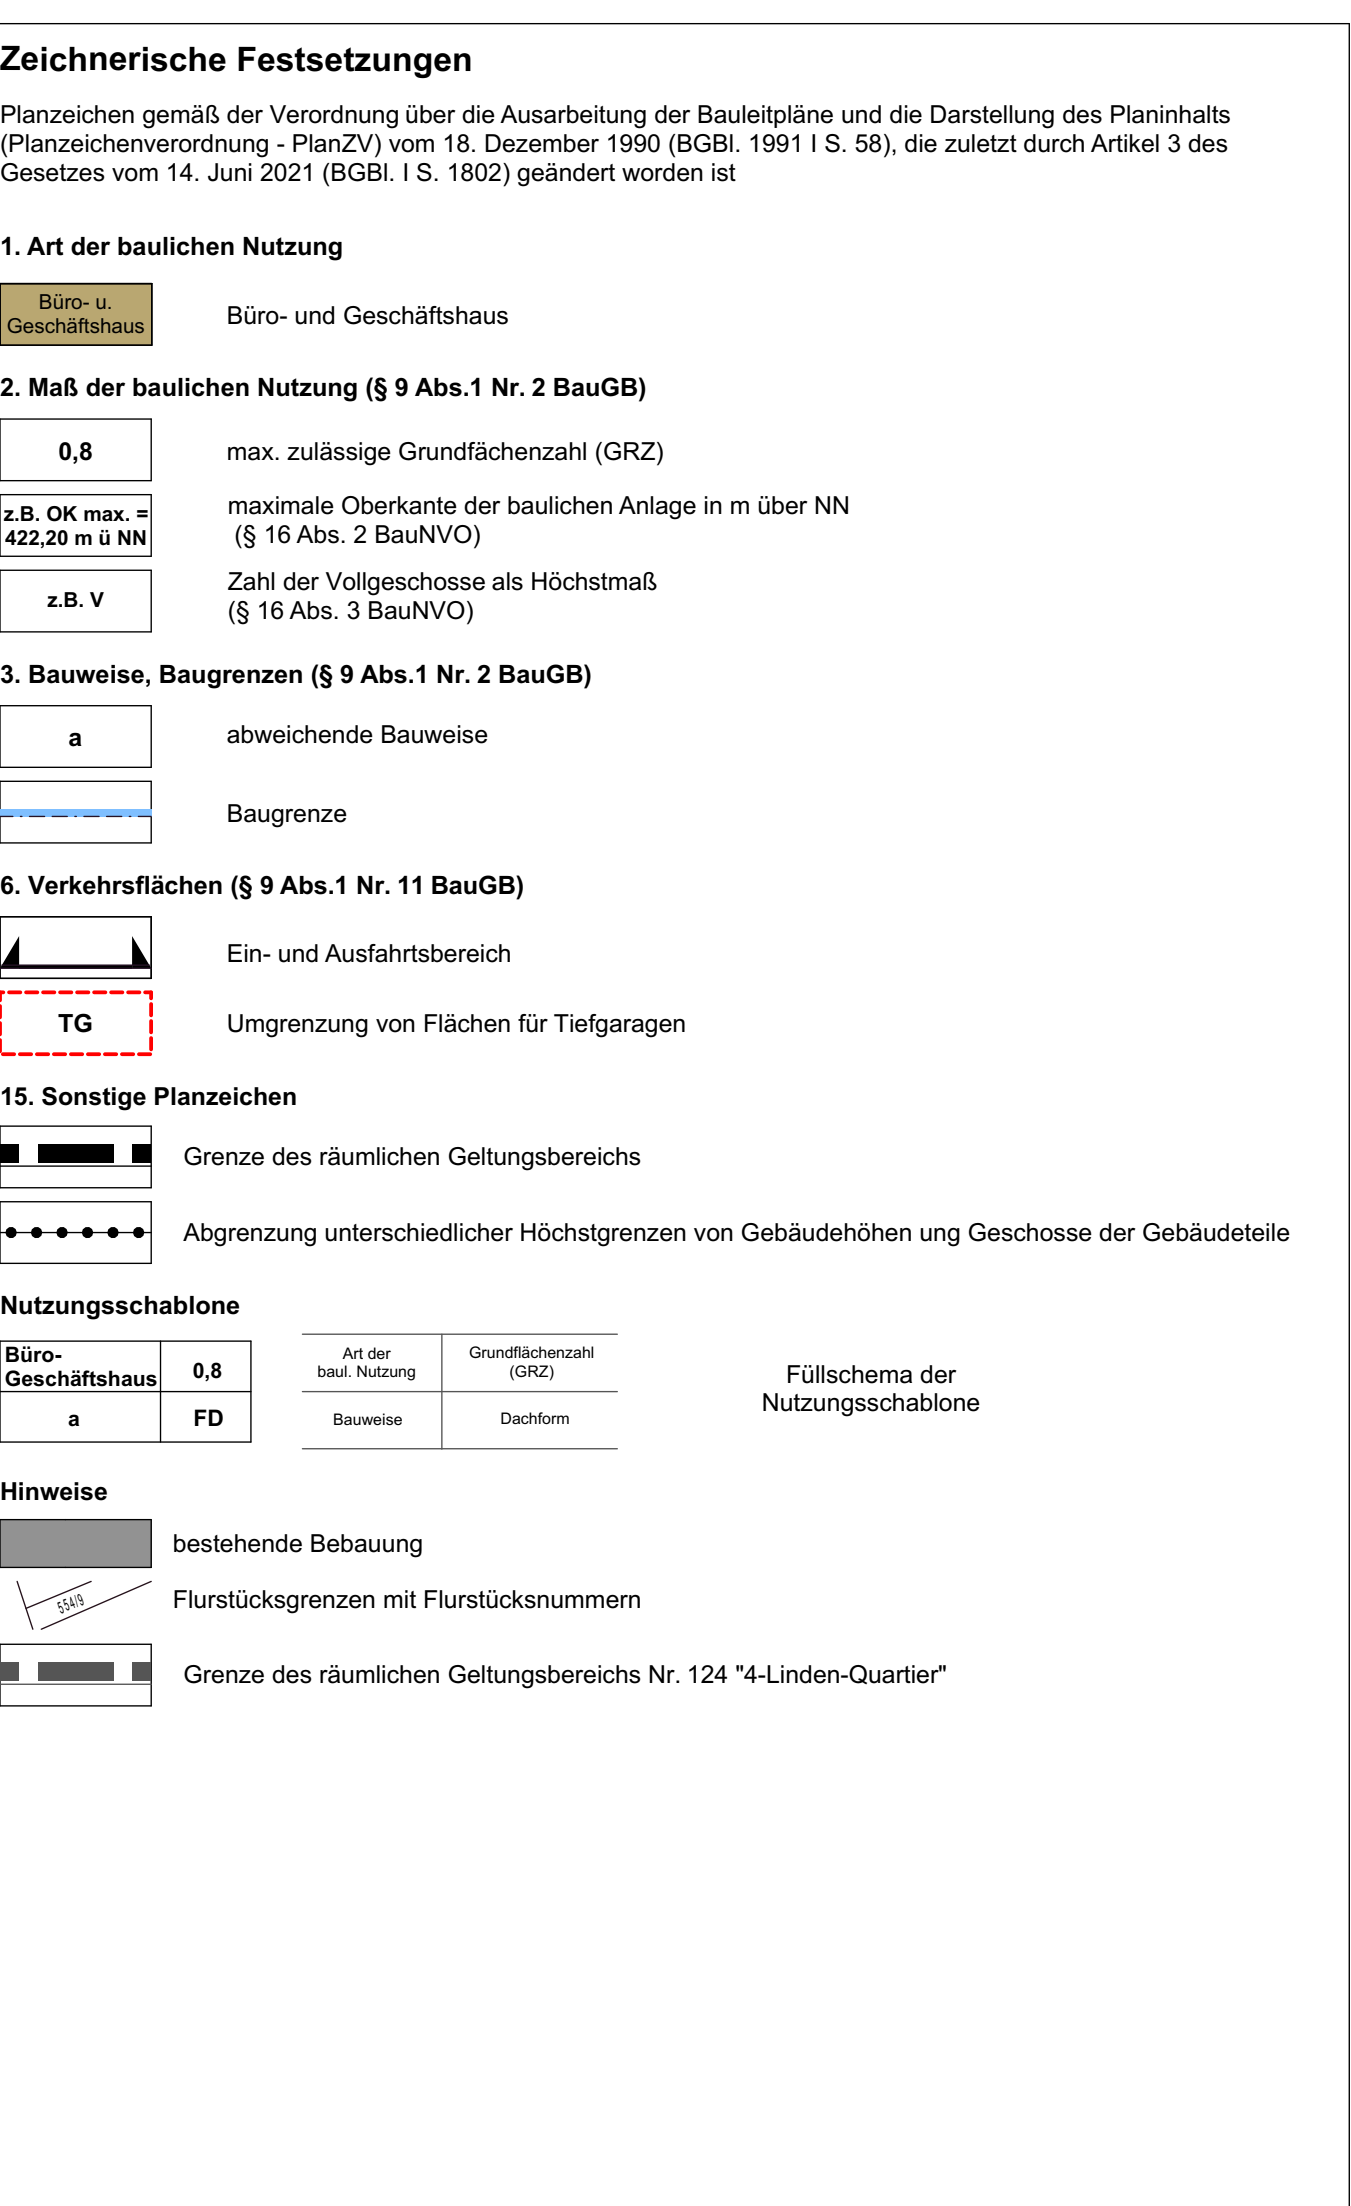 Zeichnerische Festsetzungen
Planzeichen gemäß der Verordnung über die Ausarbeitung der Bauleitpläne und die Darstellung des Planinhalts
(Planzeichenverordnung - PlanZV) vom 18. Dezember 1990 (BGBl. 1991 I S. 58), die zuletzt durch Artikel 3 des
Gesetzes vom 14. Juni 2021 (BGBl. I S. 1802) geändert worden ist
1. Art der baulichen Nutzung
Büro- u.
Geschäftshaus
Büro- und Geschäftshaus
2. Maß der baulichen Nutzung (§ 9 Abs.1 Nr. 2 BauGB)
0,8
max. zulässige Grundfächenzahl (GRZ)
z.B. OK max. =
422,20 m ü NN
maximale Oberkante der baulichen Anlage in m über NN
(§ 16 Abs. 2 BauNVO)
z.B. V
Zahl der Vollgeschosse als Höchstmaß
(§ 16 Abs. 3 BauNVO)
3. Bauweise, Baugrenzen (§ 9 Abs.1 Nr. 2 BauGB)
a
abweichende Bauweise
Baugrenze
6. Verkehrsflächen (§ 9 Abs.1 Nr. 11 BauGB)
Ein- und Ausfahrtsbereich
TG
Umgrenzung von Flächen für Tiefgaragen
15. Sonstige Planzeichen
Grenze des räumlichen Geltungsbereichs
Abgrenzung unterschiedlicher Höchstgrenzen von Gebäudehöhen ung Geschosse der Gebäudeteile
Nutzungsschablone
Büro-
Geschäftshaus
0,8
a
FD
Art der
baul. Nutzung
Grundflächenzahl
(GRZ)
Bauweise
Dachform
Füllschema der
Nutzungsschablone
Hinweise
bestehende Bebauung
554/9
Flurstücksgrenzen mit Flurstücksnummern
Grenze des räumlichen Geltungsbereichs Nr. 124 "4-Linden-Quartier"